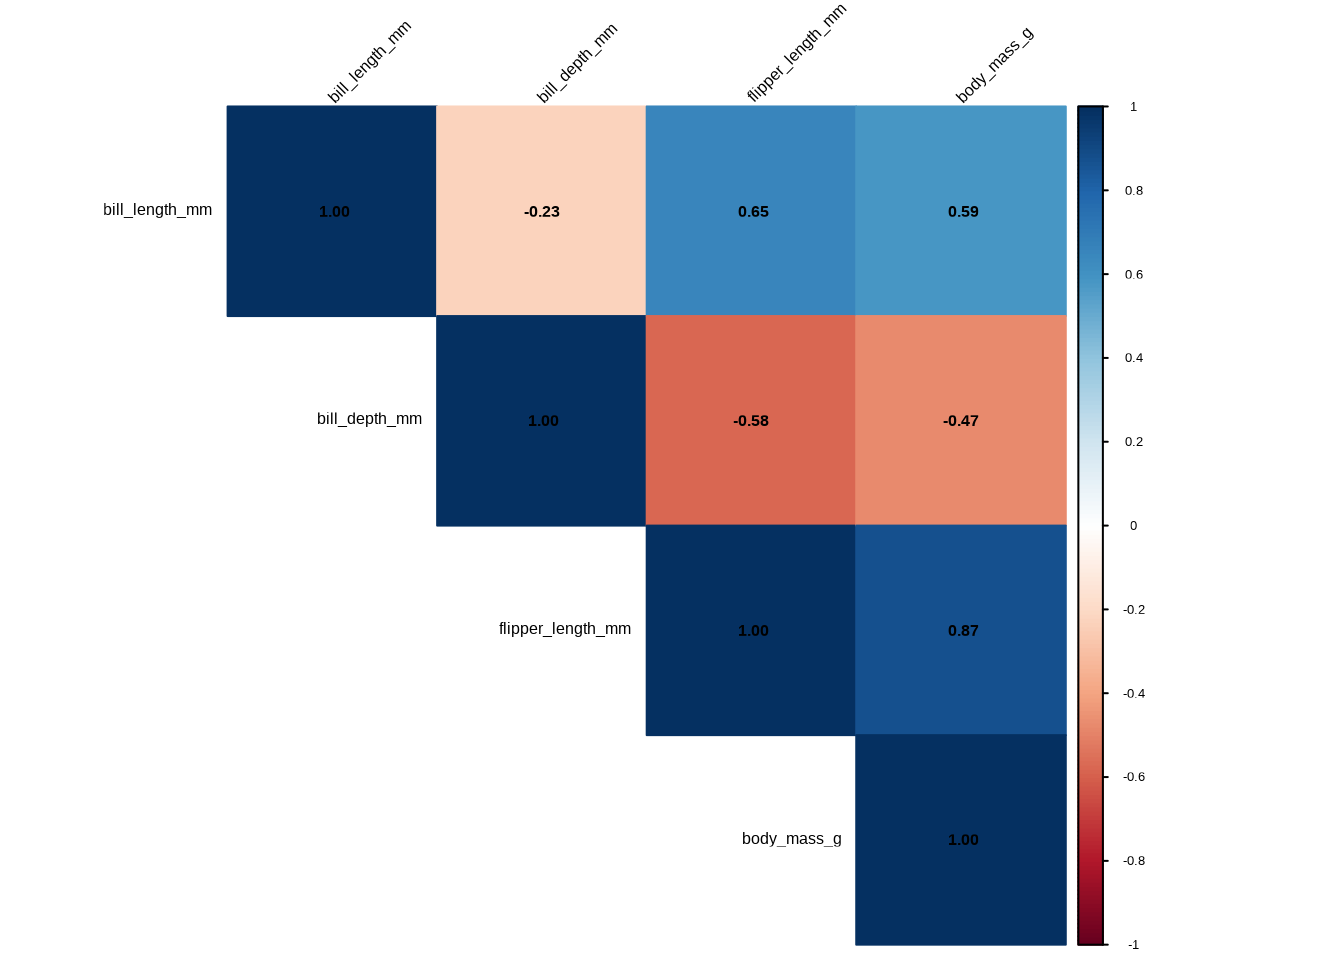 bill_length_mm
bill_depth_mm
flipper_length_mm
body_mass_g
bill_length_mm 1.00 -0.23 0.65 0.59
bill_depth_mm 1.00 -0.58 -0.47
flipper_length_mm 1.00 0.87
body_mass_g 1.00
1
0.8
0.6
0.4
0.2
0
-0.2
-0.4
-0.6
-0.8
-1